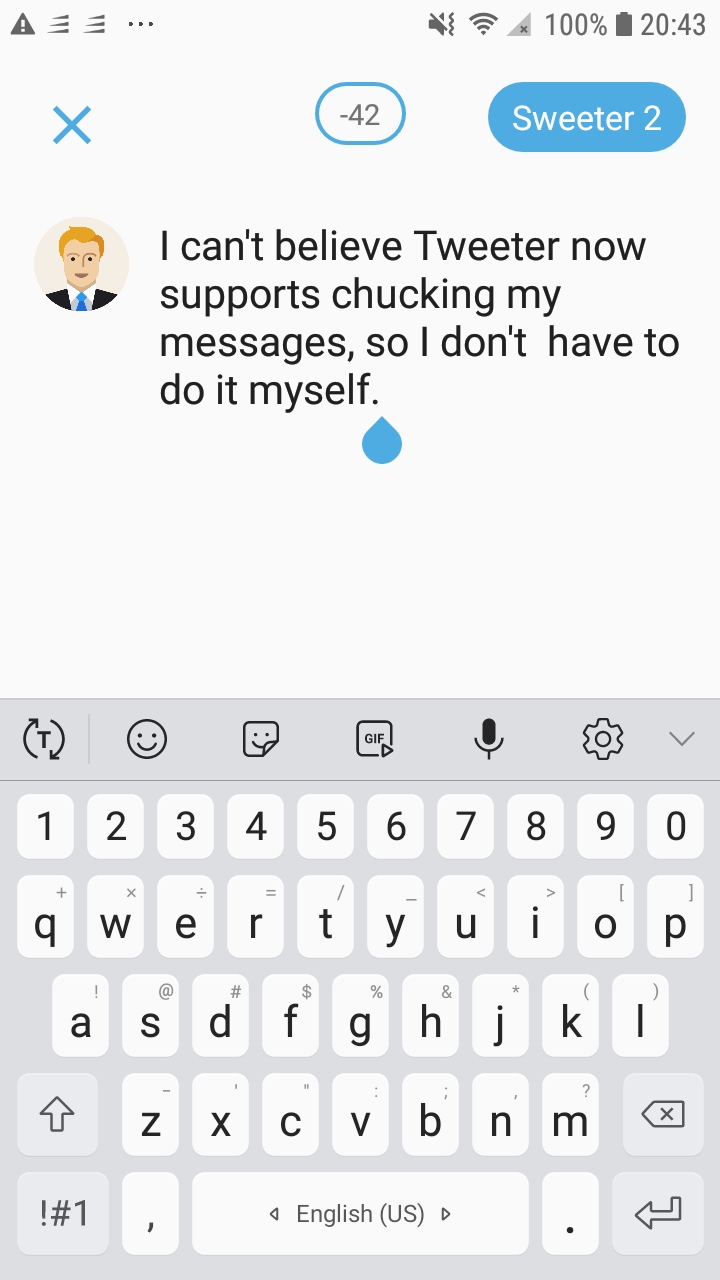 100% 20:43
-42 Sweeter 2
I can't believe Tweeter now
supports chucking my
messages, so I don't  have to
do it myself.
T GIF
1 2 3 4 5 6 7 8 9 0
+ × ÷ = / _ < > [ ]
q w e r t y u i o p
! @ # $ % & * ( )
a s d f g h j k l
- ' " : ; , ?
z x c v b n m
!#1 , English (US) .